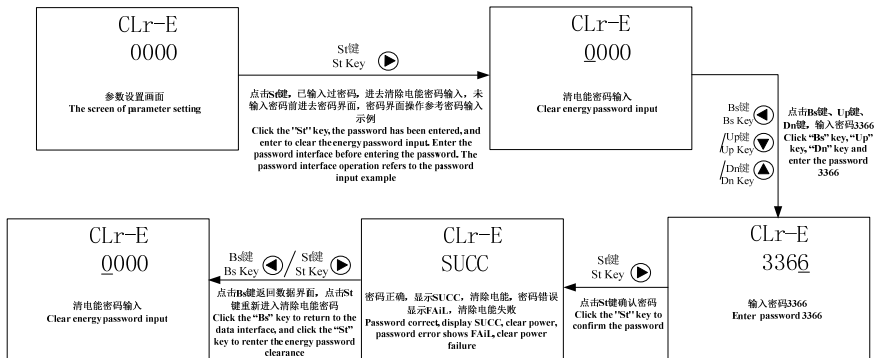 CLr-E
0000
参数设置画面
The screen of parameter setting
St键
St Key
点击St键，已输入过密码，进去清除电能密码输入，未
输入密码前进去密码界面，密码界面操作参考密码输入
示例
Click the "St" key, the password has been entered, and
enter to clear the energy password input. Enter the
password interface before entering the password. The
password interface operation refers to the password
input example
CLr-E
0000
清电能密码输入
Clear energy password input
Bs键
Bs Key
/Up键
/Up Key
/Dn键
Dn Key
点击Bs键、Up键、
Dn键，输入密码3366
Click “Bs” key, “Up”
key, “Dn” key and
enter the password
3366
CLr-E
3366
输入密码3366
Enter password 3366
St键
St Key
点击St键确认密码
Click the "St" key to
confirm the password
CLr-E
SUCC
密码正确，显示SUCC，清除电能，密码错误
显示FAiL，清除电能失败
Password correct, display SUCC, clear power,
password error shows FAiL, clear power
failure
Bs键
Bs Key
/
St键
St Key
点击Bs键返回数据界面，点击St
键重新进入清除电能密码
Click the “Bs” key to return to the
data interface, and click the “St”
key to renter the energy password
clearance
CLr-E
0000
清电能密码输入
Clear energy password input